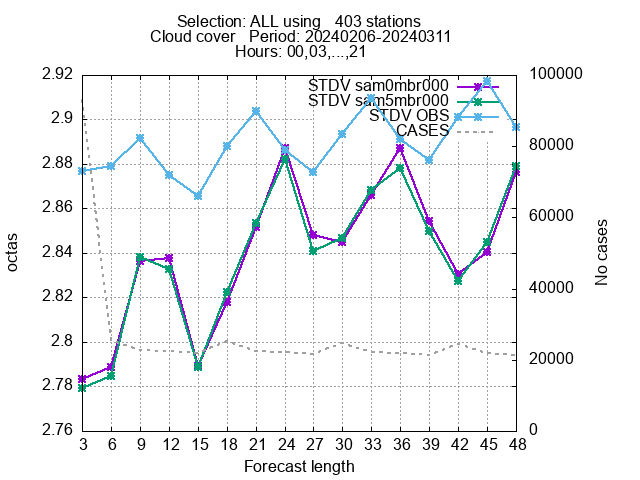 Selection: ALL using   403 stations
Cloud cover   Period: 20240206-20240311
Hours: 00,03,...,21
STDV sam0mbr000
STDV sam5mbr000
STDV OBS
CASES
2.92
2.9
2.88
2.86
2.84
2.82
2.8
2.78
2.76
octas
100000
80000
60000
40000
20000
0
No cases
3 6 9 12 15 18 21 24 27 30 33 36 39 42 45 48
Forecast length